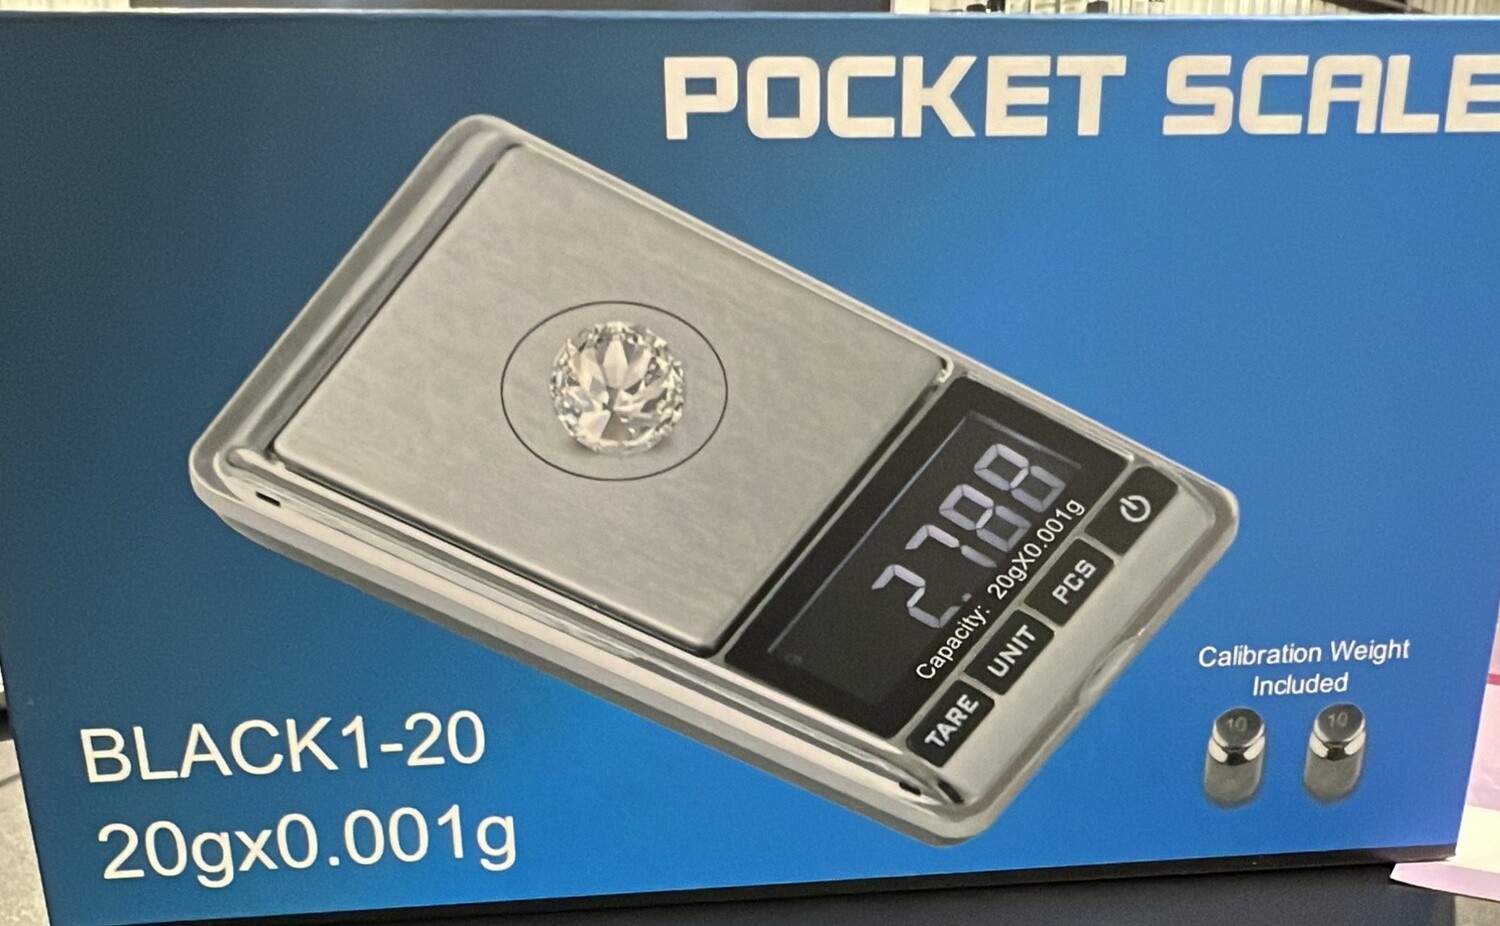 POCKET SCALE
2.788
Capacity: 20gX0.001g
TARE UNIT PCS
Calibration Weight
Included
10 10
BLACK1-20
20gx0.001g